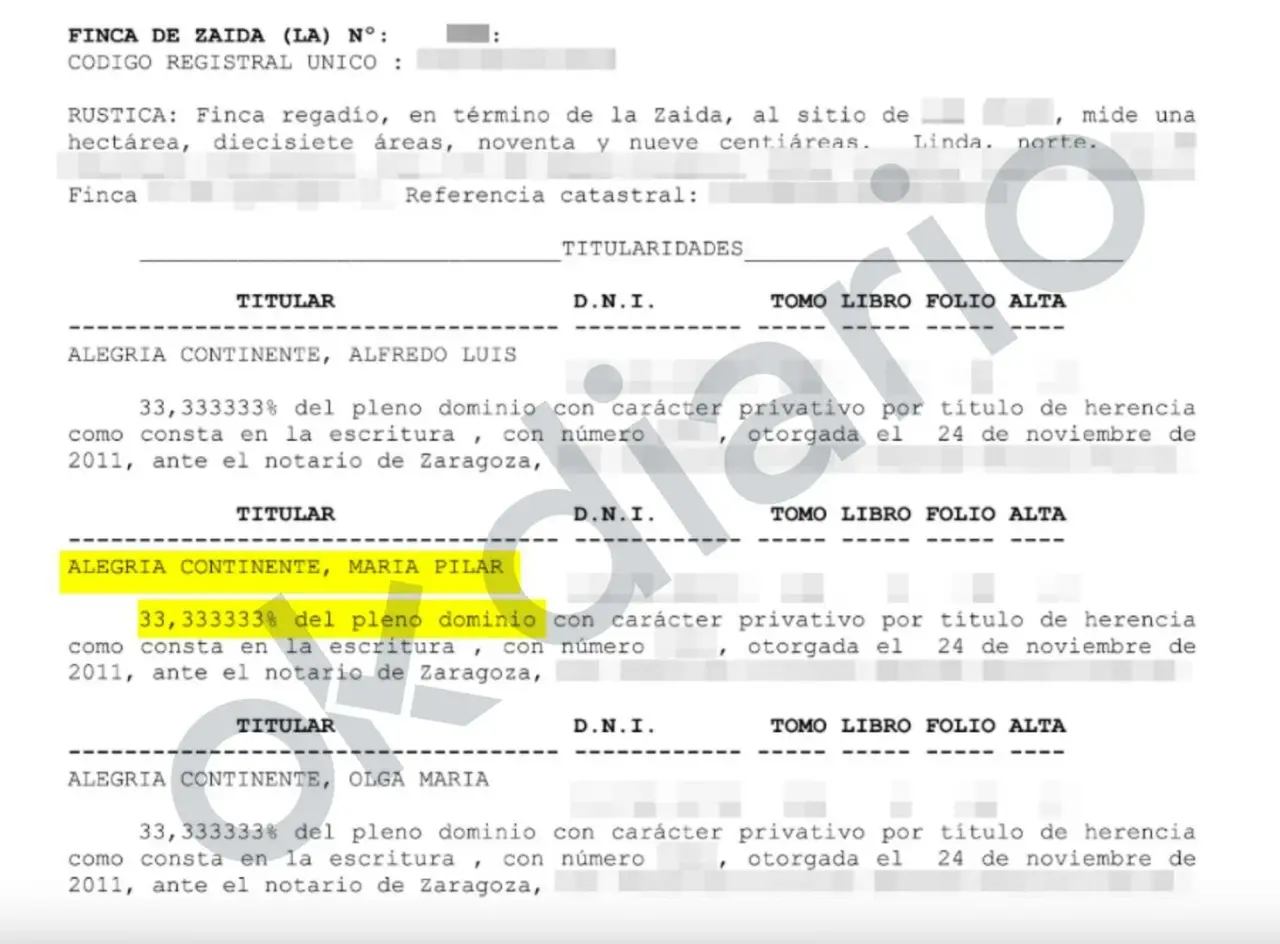 FINCA DE ZAIDA (LA) Nº: :
CODIGO REGISTRAL UNICO :
RUSTICA: Finca regadío, en término de la Zaida, al sitio de , mide una
hectárea, diecisiete áreas, noventa y nueve centiáreas. Linda, norte,
Finca Referencia catastral:
TITULARIDADES
TITULAR D.N.I. TOMO LIBRO FOLIO ALTA
ALEGRIA CONTINENTE, ALFREDO LUIS
33,333333% del pleno dominio con carácter privativo por título de herencia
como consta en la escritura , con número , otorgada el 24 de noviembre de
2011, ante el notario de Zaragoza,
TITULAR D.N.I. TOMO LIBRO FOLIO ALTA
ALEGRIA CONTINENTE, MARIA PILAR
33,333333% del pleno dominio con carácter privativo por título de herencia
como consta en la escritura , con número , otorgada el 24 de noviembre de
2011, ante el notario de Zaragoza,
TITULAR D.N.I. TOMO LIBRO FOLIO ALTA
ALEGRIA CONTINENTE, OLGA MARIA
33,333333% del pleno dominio con carácter privativo por título de herencia
como consta en la escritura , con número , otorgada el 24 de noviembre de
2011, ante el notario de Zaragoza,
okdiario